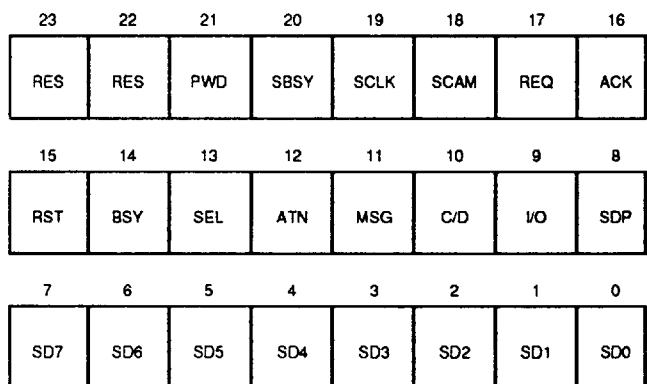 23 22 21 20 19 18 17 16
RES RES PWD SBSY SCLK SCAM REQ ACK
15 14 13 12 11 10 9 8
RST BSY SEL ATN MSG C/D I/O SDP
7 6 5 4 3 2 1 0
SD7 SD6 SD5 SD4 SD3 SD2 SD1 SD0